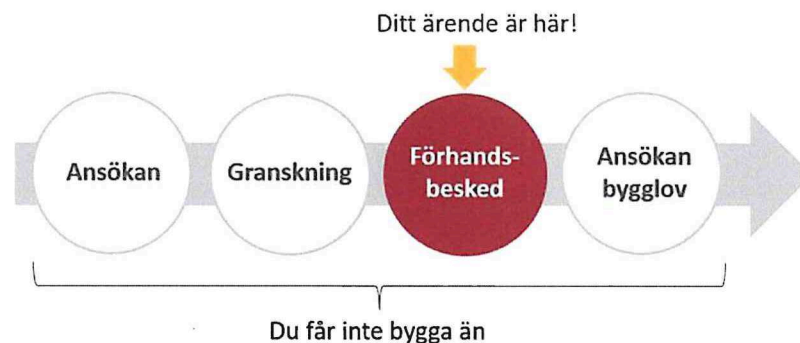 Ditt ärende är här!
Ansökan
Granskning
Förhands-
besked
Ansökan
bygglov
Du får inte bygga än